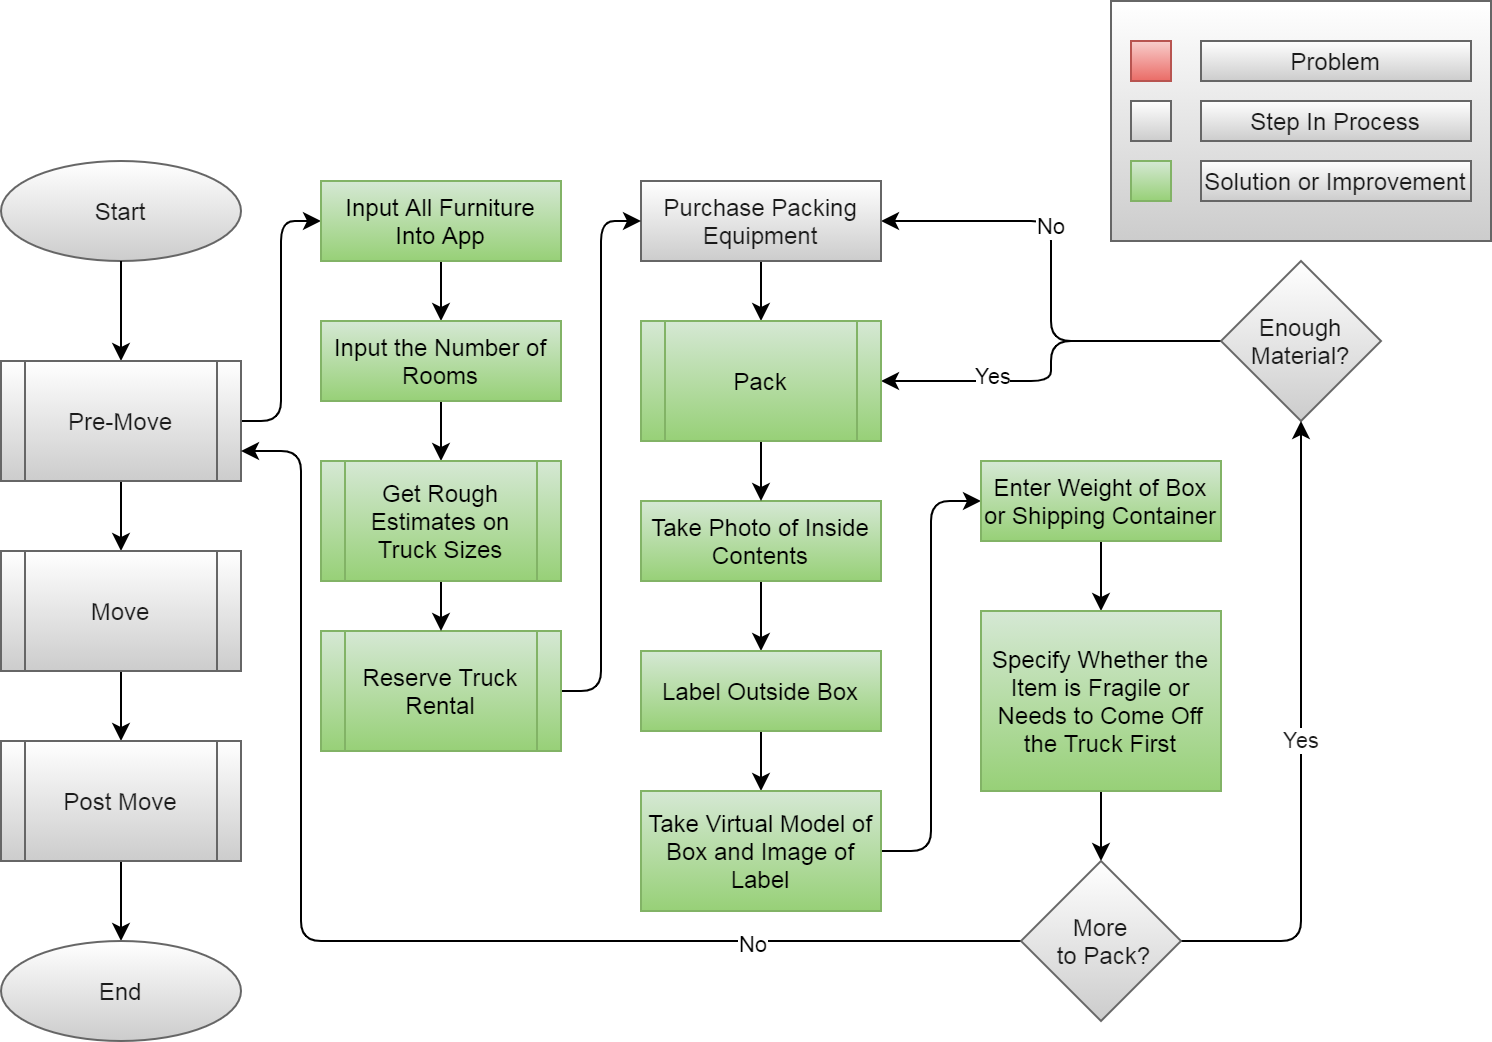 Problem
Step In Process
Solution or Improvement
Start
Pre-Move
Move
Post Move
End
Input All Furniture
Into App
Input the Number of
Rooms
Get Rough
Estimates on
Truck Sizes
Reserve Truck
Rental
Purchase Packing
Equipment
Pack
Take Photo of Inside
Contents
Label Outside Box
Take Virtual Model of
Box and Image of
Label
Enter Weight of Box
or Shipping Container
Specify Whether the
Item is Fragile or
Needs to Come Off
the Truck First
More
to Pack?
No
Yes
Enough
Material?
No
Yes